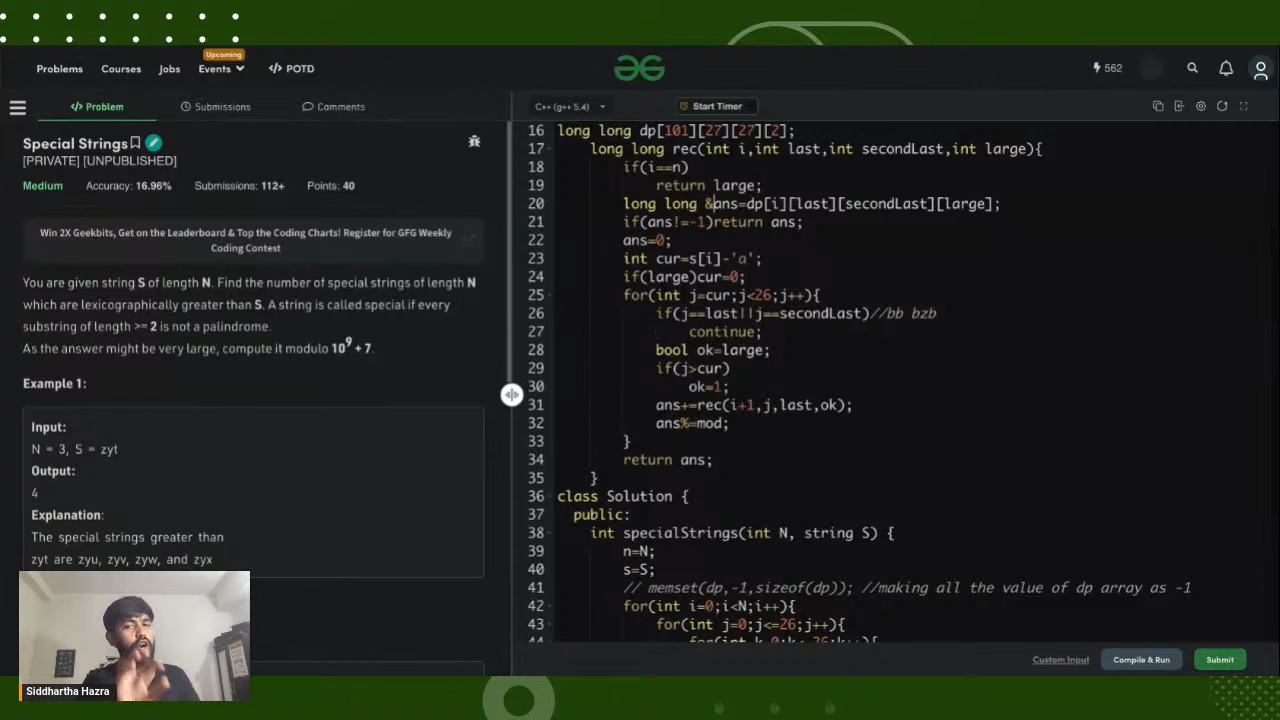 Problems Courses Jobs Events </> POTD
Upcoming
562
</> Problem Submissions Comments
C++ (g++ 5.4) Start Timer
Special Strings
[PRIVATE] [UNPUBLISHED]
Medium Accuracy: 16.96% Submissions: 112+ Points: 40
Win 2X Geekbits, Get on the Leaderboard & Top the Coding Charts! Register for GFG Weekly
Coding Contest
You are given string S of length N. Find the number of special strings of length N
which are lexicographically greater than S. A string is called special if every
substring of length >= 2 is not a palindrome.
As the answer might be very large, compute it modulo 10^9 + 7.
Example 1:
Input:
N = 3, S = zyt
Output:
4
Explanation:
The special strings greater than
zyt are zyu, zyv, zyw, and zyx
Siddhartha Hazra
16 long long dp[101][27][27][2];
17 long long rec(int i,int last,int secondLast,int large){
18 if(i==n)
19 return large;
20 long long &ans=dp[i][last][secondLast][large];
21 if(ans!=-1)return ans;
22 ans=0;
23 int cur=s[i]-'a';
24 if(large)cur=0;
25 for(int j=cur;j<26;j++){
26 if(j==last||j==secondLast)//bb bzb
27 continue;
28 bool ok=large;
29 if(j>cur)
30 ok=1;
31 ans+=rec(i+1,j,last,ok);
32 ans%=mod;
33 }
34 return ans;
35 }
36 class Solution {
37 public:
38 int specialStrings(int N, string S) {
39 n=N;
40 s=S;
41 // memset(dp,-1,sizeof(dp)); //making all the value of dp array as -1
42 for(int i=0;i<N;i++){
43 for(int j=0;j<=26;j++){
44 for(int k=0;k<=26;k++){
Custom Input Compile & Run Submit